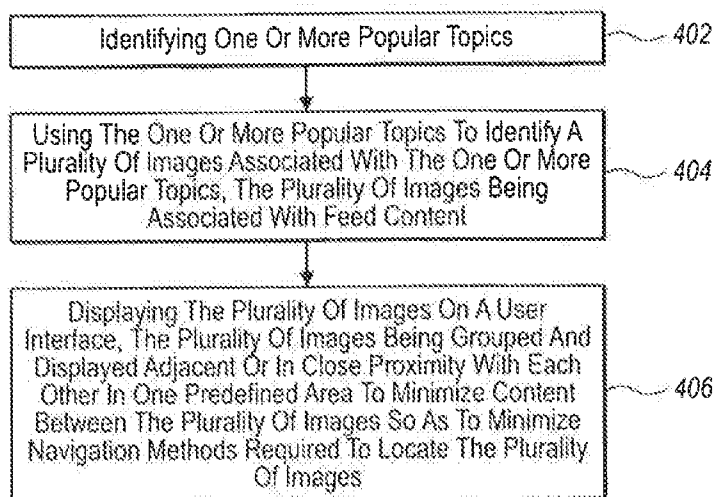 Identifying One Or More Popular Topics
402
Using The One Or More Popular Topics To Identify A
Plurality Of Images Associated With The One Or More
Popular Topics, The Plurality Of Images Being
Associated With Feed Content
404
Displaying The Plurality Of Images On A User
Interface, The Plurality Of Images Being Grouped And
Displayed Adjacent Or In Close Proximity With Each
Other In One Predefined Area To Minimize Content
Between The Plurality Of Images So As To Minimize
Navigation Methods Required To Locate The Plurality
Of Images
406